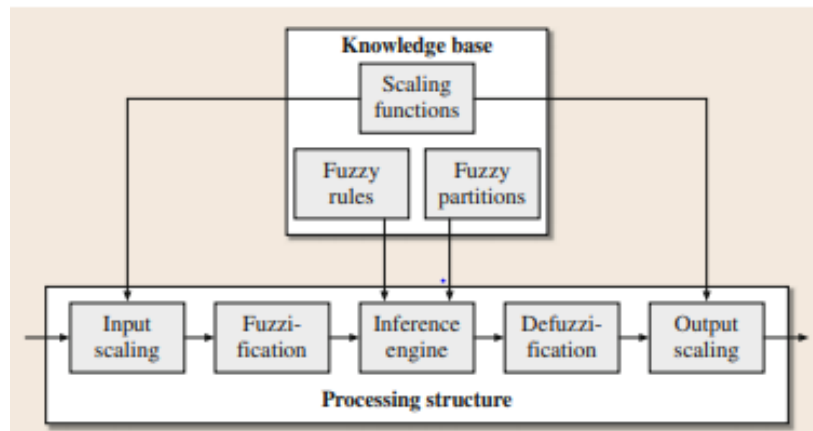 Knowledge base
Scaling
functions
Fuzzy
rules
Fuzzy
partitions
Input
scaling
Fuzzi-
fication
Inference
engine
Defuzzi-
fication
Output
scaling
Processing structure